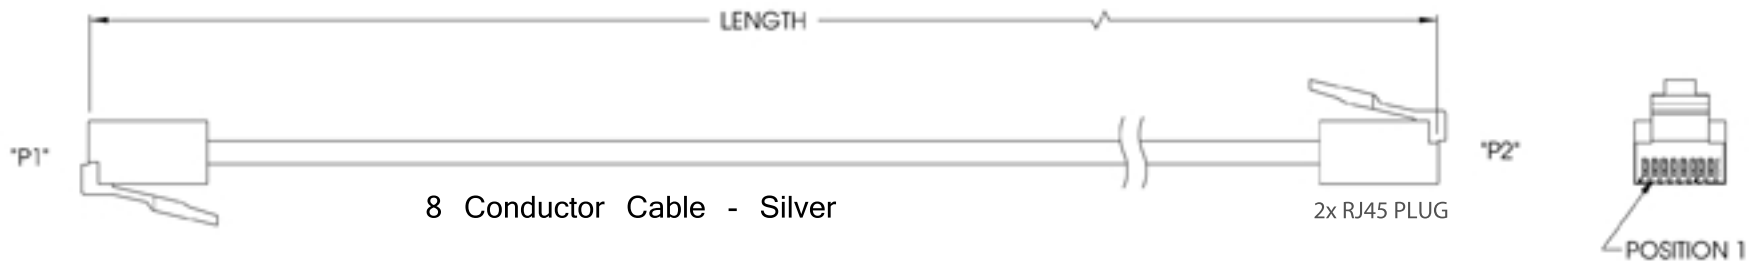 LENGTH
"P1"
"P2"
8 Conductor Cable - Silver
2x RJ45 PLUG
POSITION 1